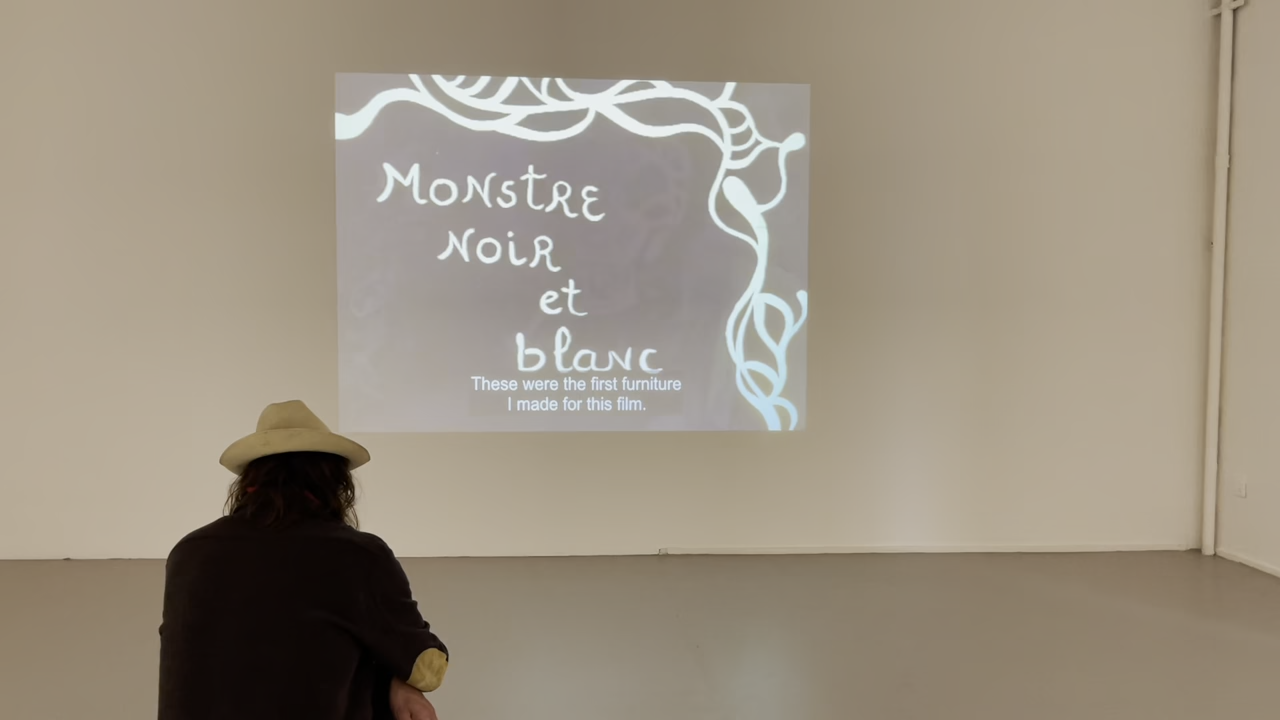 MONstRE
NoiR
et
blaNc
These were the first furniture
I made for this film.